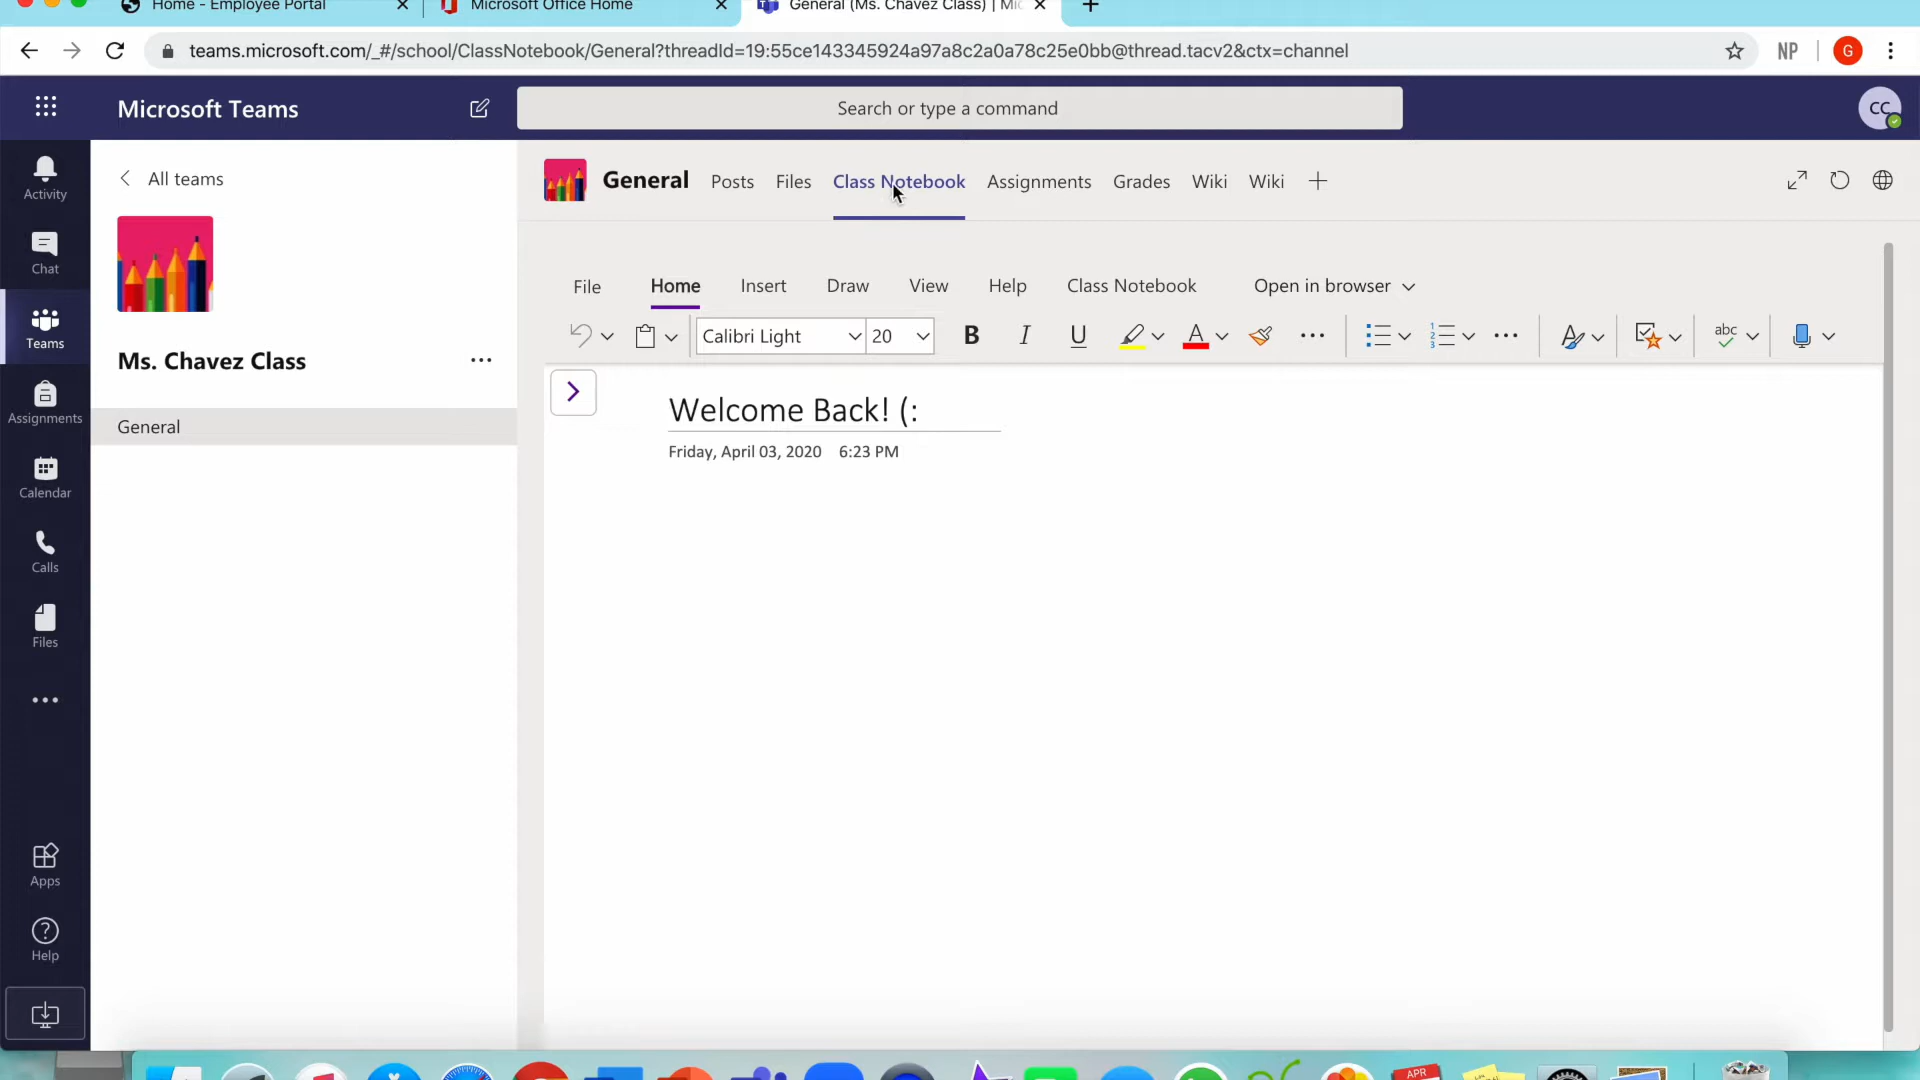 Home - Employee Portal
Microsoft Office Home
General (Ms. Chavez Class) | Mic
teams.microsoft.com/_#/school/ClassNotebook/General?threadId=19:55ce143345924a97a8c2a0a78c25e0bb@thread.tacv2&ctx=channel
NP
G
Microsoft Teams
Search or type a command
CC
Activity
Chat
Teams
Assignments
Calendar
Calls
Files
Apps
Help
All teams
Ms. Chavez Class
General
General Posts Files Class Notebook Assignments Grades Wiki Wiki
File Home Insert Draw View Help Class Notebook Open in browser
Calibri Light 20 B I U A abc
Welcome Back! (:
Friday, April 03, 2020 6:23 PM
APR